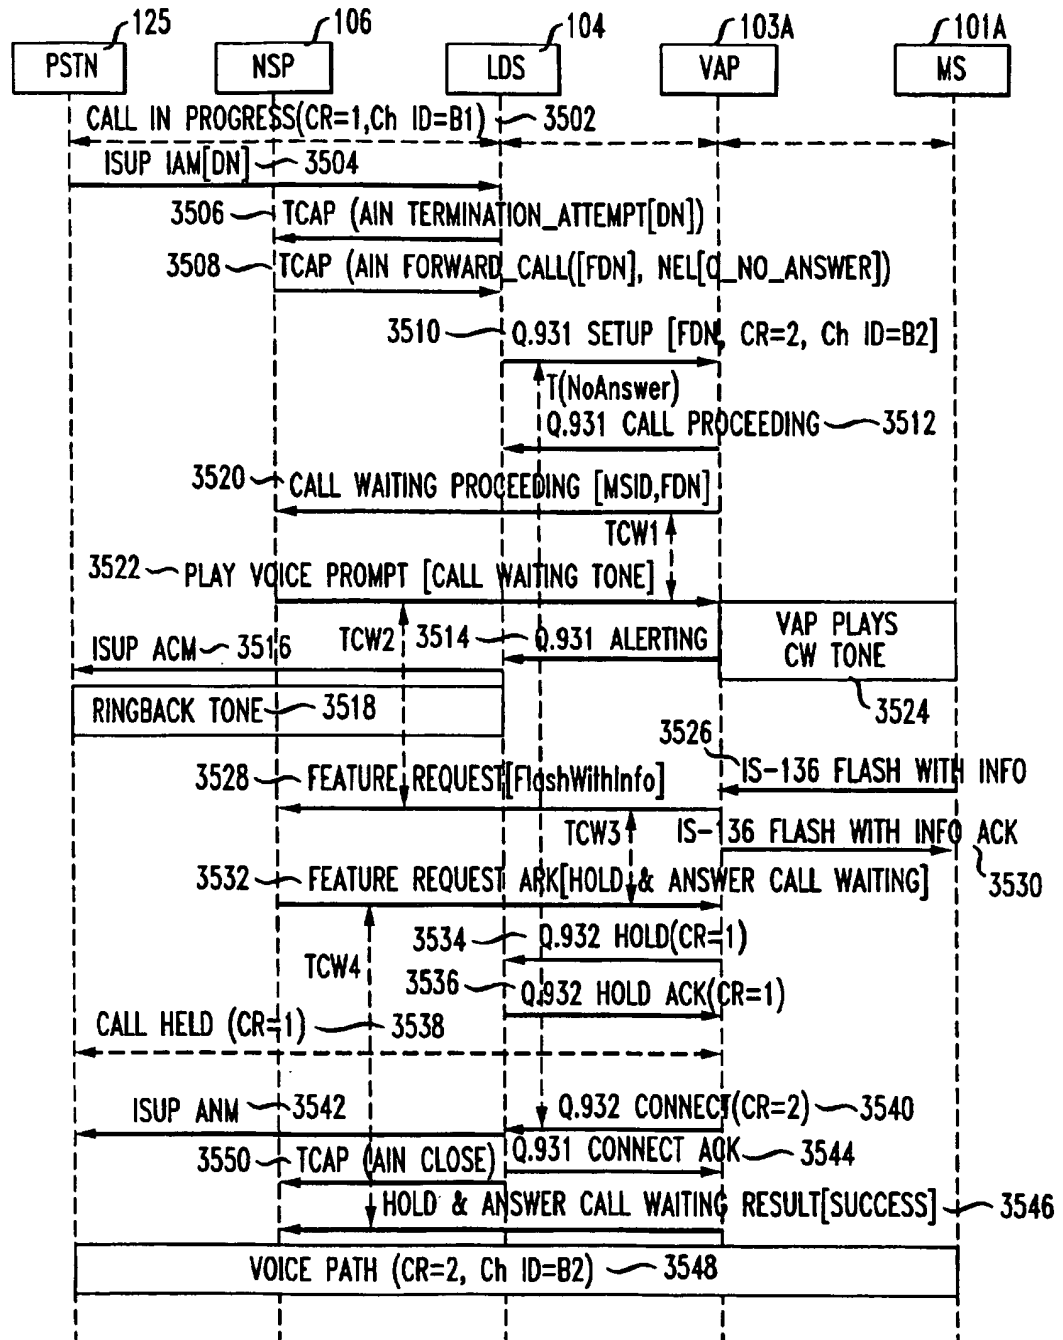 125 106 104 103A 101A
PSTN NSP LDS VAP MS
CALL IN PROGRESS(CR=1,Ch ID=B1) 3502
ISUP IAM[DN] 3504
3506 TCAP (AIN TERMINATION_ATTEMPT[DN])
3508 TCAP (AIN FORWARD_CALL([FDN], NEL[O_NO_ANSWER])
3510 Q.931 SETUP [FDN, CR=2, Ch ID=B2]
T(NoAnswer)
Q.931 CALL PROCEEDING 3512
3520 CALL WAITING PROCEEDING [MSID,FDN]
TCW1
3522 PLAY VOICE PROMPT [CALL WAITING TONE]
TCW2 3514 Q.931 ALERTING
VAP PLAYS
CW TONE
3524
ISUP ACM 3516
RINGBACK TONE 3518
3526
IS-136 FLASH WITH INFO
3528 FEATURE REQUEST[FlashWithInfo]
TCW3 IS-136 FLASH WITH INFO ACK
3530
3532 FEATURE REQUEST ARK[HOLD & ANSWER CALL WAITING]
3534 Q.932 HOLD(CR=1)
TCW4
3536 Q.932 HOLD ACK(CR=1)
CALL HELD (CR=1) 3538
Q.932 CONNECT(CR=2) 3540
ISUP ANM 3542
Q.931 CONNECT ACK 3544
3550 TCAP (AIN CLOSE)
HOLD & ANSWER CALL WAITING RESULT[SUCCESS] 3546
VOICE PATH (CR=2, Ch ID=B2) 3548